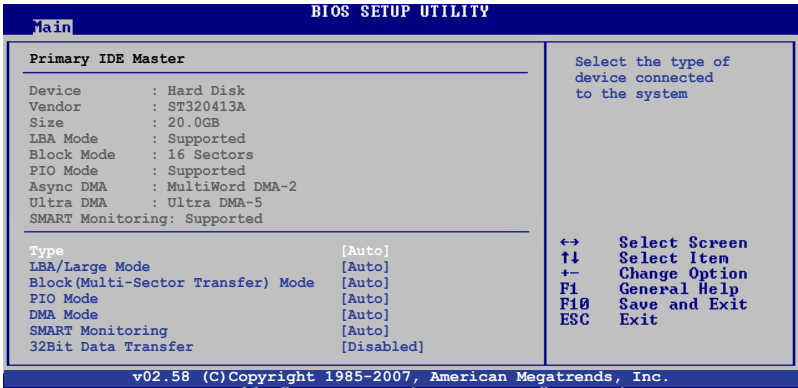 BIOS SETUP UTILITY
Main
Primary IDE Master
Device : Hard Disk
Vendor : ST320413A
Size : 20.0GB
LBA Mode : Supported
Block Mode : 16 Sectors
PIO Mode : Supported
Async DMA : MultiWord DMA-2
Ultra DMA : Ultra DMA-5
SMART Monitoring: Supported
Type [Auto]
LBA/Large Mode [Auto]
Block(Multi-Sector Transfer) Mode [Auto]
PIO Mode [Auto]
DMA Mode [Auto]
SMART Monitoring [Auto]
32Bit Data Transfer [Disabled]
Select the type of
device connected
to the system
←→ Select Screen
↑↓ Select Item
+- Change Option
F1 General Help
F10 Save and Exit
ESC Exit
v02.58 (C)Copyright 1985-2007, American Megatrends, Inc.